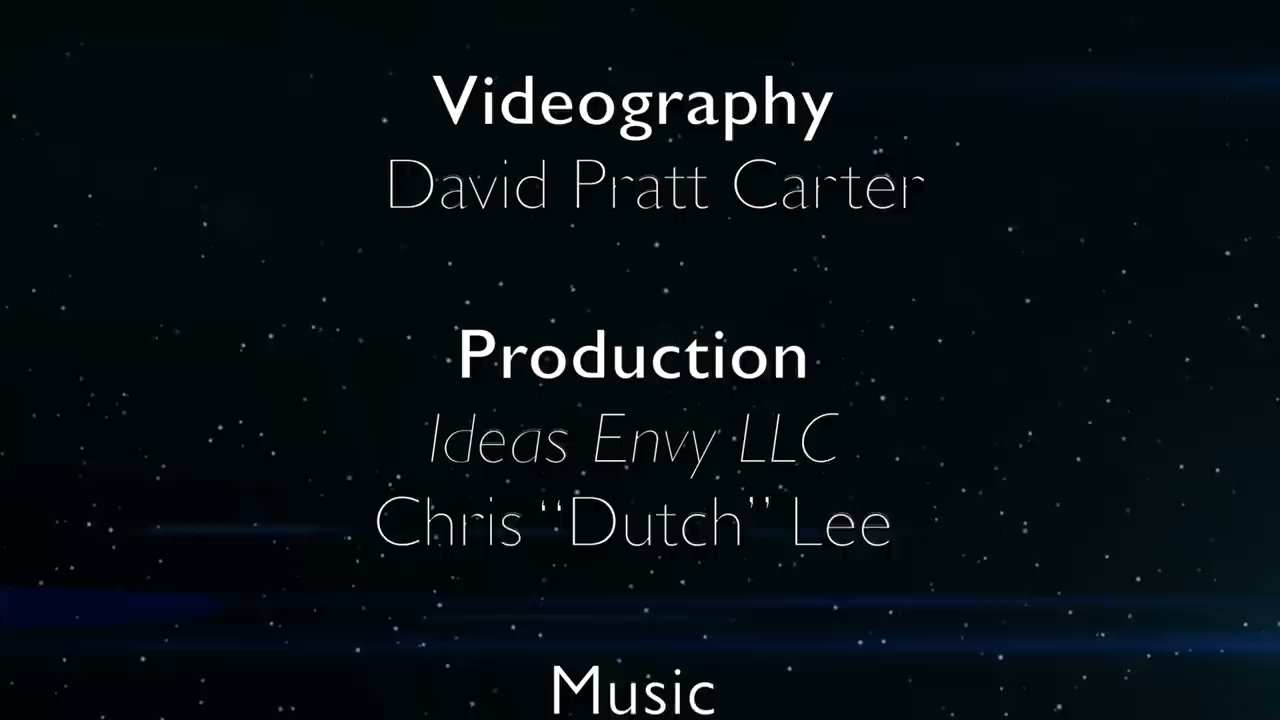 Videography
David Pratt Carter
Production
Ideas Envy LLC
Chris “Dutch” Lee
Music